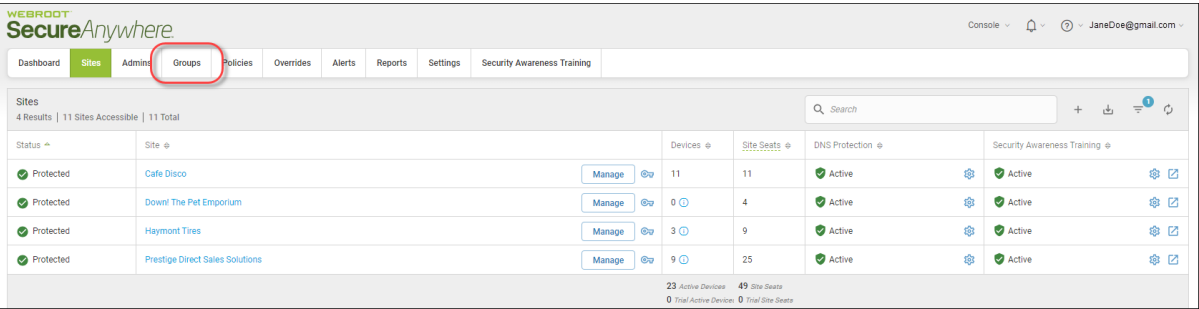 WEBROOT
SecureAnywhere.
Console JaneDoe@gmail.com
Dashboard Sites Admins Groups Policies Overrides Alerts Reports Settings Security Awareness Training
Sites
4 Results | 11 Sites Accessible | 11 Total
Search
1
Status Site Devices Site Seats DNS Protection Security Awareness Training
Protected Cafe Disco Manage 11 11 Active Active
Protected Down! The Pet Emporium Manage 0 4 Active Active
Protected Haymont Tires Manage 3 9 Active Active
Protected Prestige Direct Sales Solutions Manage 9 25 Active Active
23 Active Devices 49 Site Seats
0 Trial Active Devices 0 Trial Site Seats